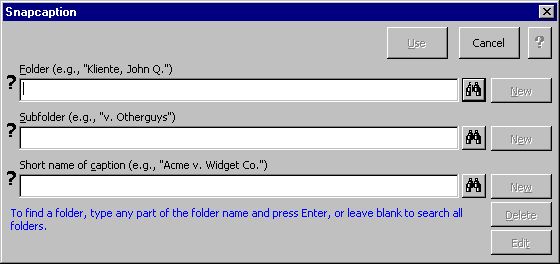 Snapcaption
Use Cancel ?
Folder (e.g., "Kliente, John Q.")
? New
Subfolder (e.g., "v. Otherguys")
? New
Short name of caption (e.g., "Acme v. Widget Co.")
? New
To find a folder, type any part of the folder name and press Enter, or leave blank to search all
folders.
Delete
Edit